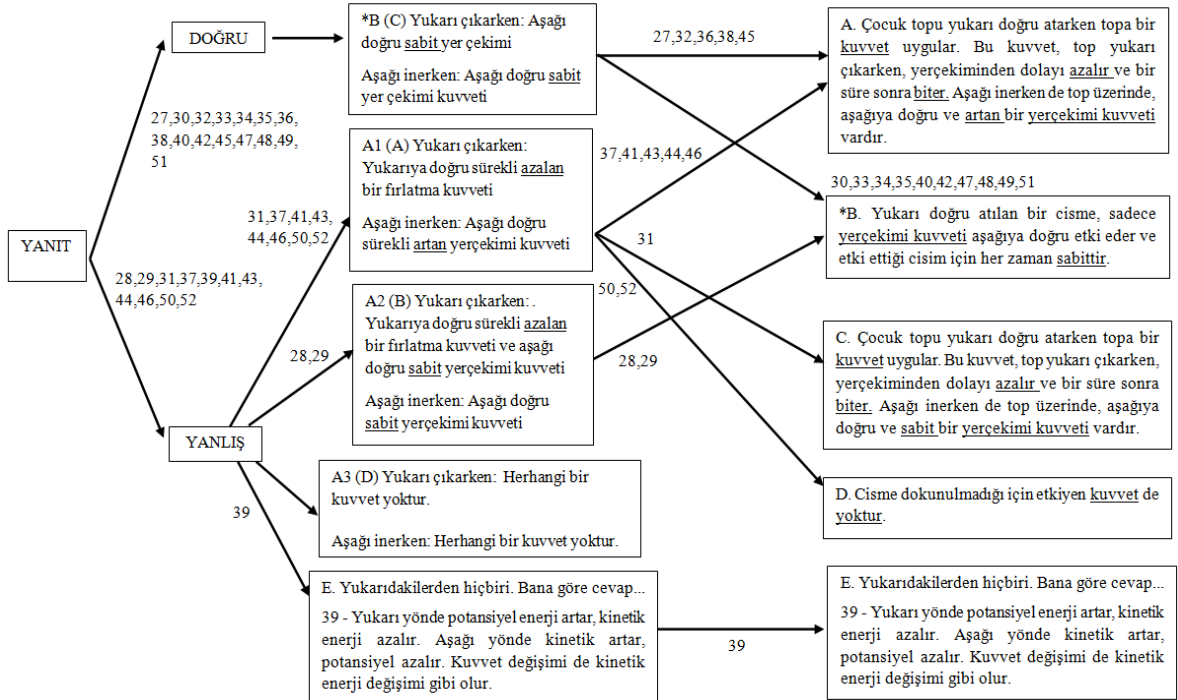 YANIT
DOĞRU
27,30,32,33,34,35,36,
38,40,42,45,47,48,49,
51
28,29,31,37,39,41,43,
44,46,50,52
YANLIŞ
31,37,41,43,
44,46,50,52
28,29
39
*B (C) Yukarı çıkarken: Aşağı
doğru sabit yer çekimi
Aşağı inerken: Aşağı doğru sabit
yer çekimi kuvveti
A1 (A) Yukarı çıkarken:
Yukarıya doğru sürekli azalan
bir fırlatma kuvveti
Aşağı inerken: Aşağı doğru
sürekli artan yerçekimi kuvveti
A2 (B) Yukarı çıkarken: .
Yukarıya doğru sürekli azalan
bir fırlatma kuvveti ve aşağı
doğru sabit yerçekimi kuvveti
Aşağı inerken: Aşağı doğru
sabit yerçekimi kuvveti
A3 (D) Yukarı çıkarken: Herhangi bir
kuvvet yoktur.
Aşağı inerken: Herhangi bir kuvvet yoktur.
E. Yukarıdakilerden hiçbiri. Bana göre cevap...
39 - Yukarı yönde potansiyel enerji artar, kinetik
enerji azalır. Aşağı yönde kinetik artar,
potansiyel azalır. Kuvvet değişimi de kinetik
enerji değişimi gibi olur.
27,32,36,38,45
37,41,43,44,46
30,33,34,35,40,42,47,48,49,51
31
50,52
28,29
39
A. Çocuk topu yukarı doğru atarken topa bir
kuvvet uygular. Bu kuvvet, top yukarı
çıkarken, yerçekiminden dolayı azalır ve bir
süre sonra biter. Aşağı inerken de top üzerinde,
aşağıya doğru ve artan bir yerçekimi kuvveti
vardır.
*B. Yukarı doğru atılan bir cisme, sadece
yerçekimi kuvveti aşağıya doğru etki eder ve
etki ettiği cisim için her zaman sabittir.
C. Çocuk topu yukarı doğru atarken topa bir
kuvvet uygular. Bu kuvvet, top yukarı çıkarken,
yerçekiminden dolayı azalır ve bir süre sonra
biter. Aşağı inerken de top üzerinde, aşağıya
doğru ve sabit bir yerçekimi kuvveti vardır.
D. Cisme dokunulmadığı için etkiyen kuvvet de
yoktur.
E. Yukarıdakilerden hiçbiri. Bana göre cevap...
39 - Yukarı yönde potansiyel enerji artar, kinetik
enerji azalır. Aşağı yönde kinetik artar,
potansiyel azalır. Kuvvet değişimi de kinetik
enerji değişimi gibi olur.